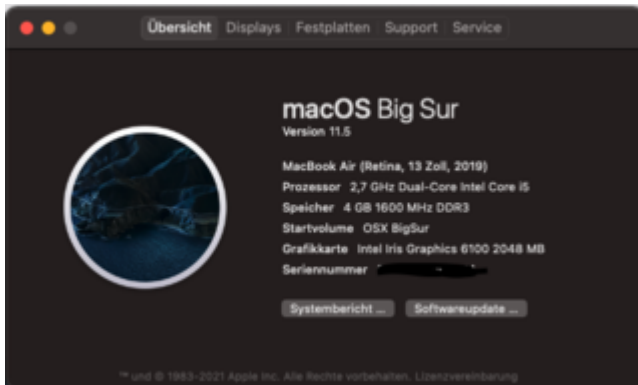 Übersicht Displays Festplatten Support Service
macOS Big Sur
Version 11.5
MacBook Air (Retina, 13 Zoll, 2019)
Prozessor 2,7 GHz Dual-Core Intel Core i5
Speicher 4 GB 1600 MHz DDR3
Startvolume OSX BigSur
Grafikkarte Intel Iris Graphics 6100 2048 MB
Seriennummer
Systembericht ... Softwareupdate ...
™ und © 1983-2021 Apple Inc. Alle Rechte vorbehalten. Lizenzvereinbarung